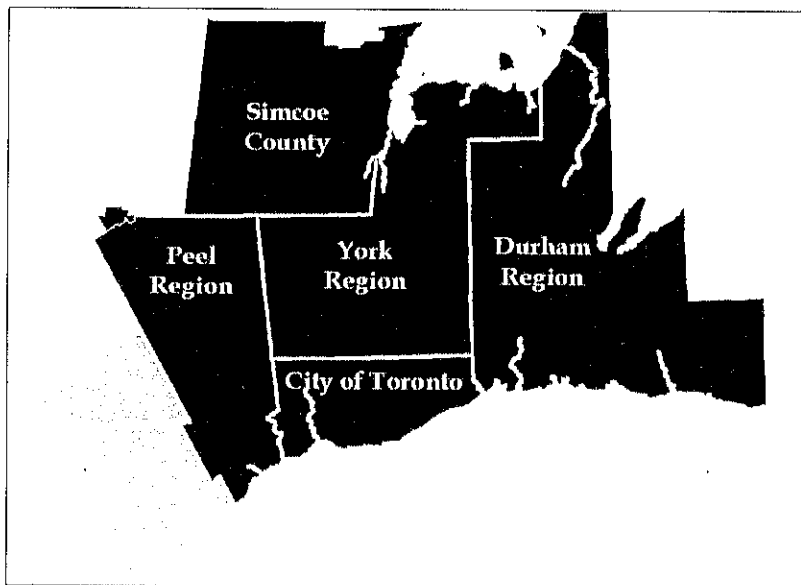 Simcoe
County
Peel
Region
York
Region
Durham
Region
City of Toronto